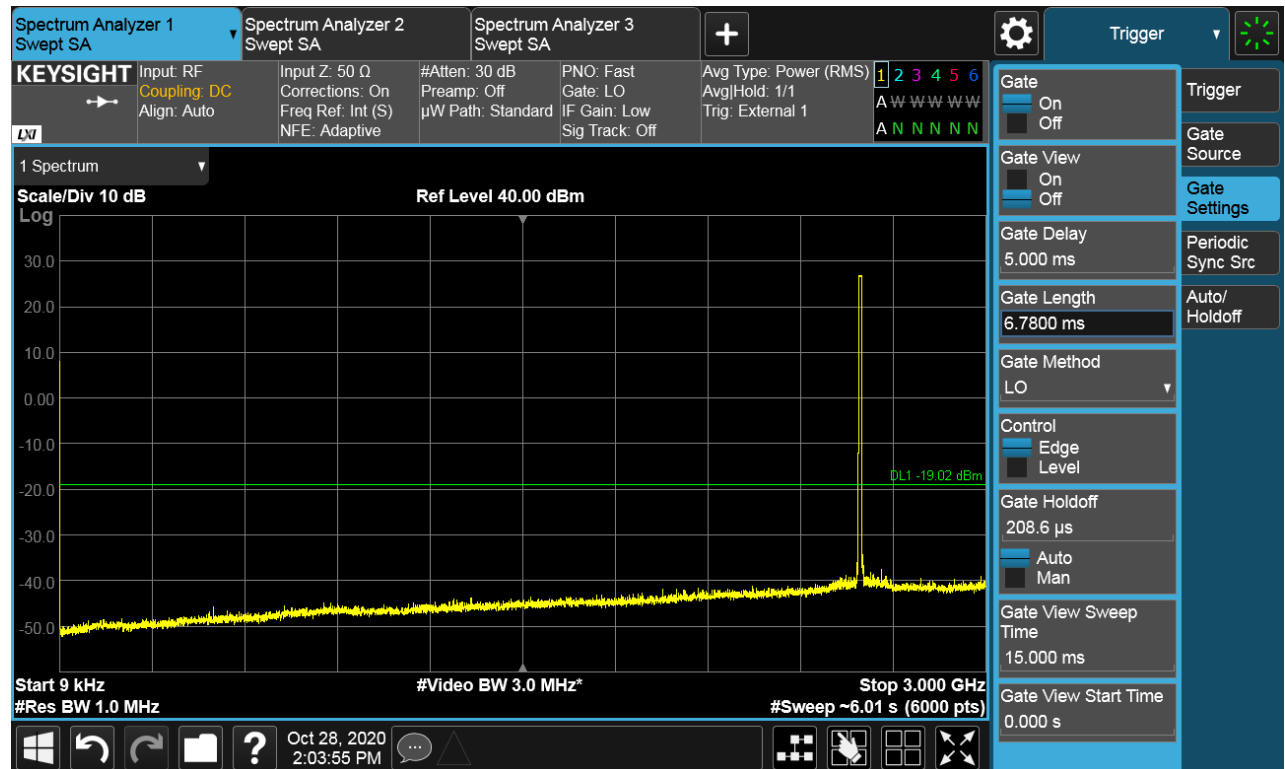 Spectrum Analyzer 1
Swept SA
Spectrum Analyzer 2
Swept SA
Spectrum Analyzer 3
Swept SA
Trigger
KEYSIGHT
LXI
Input: RF
Coupling: DC
Align: Auto
Input Z: 50 Ω
Corrections: On
Freq Ref: Int (S)
NFE: Adaptive
#Atten: 30 dB
Preamp: Off
µW Path: Standard
PNO: Fast
Gate: LO
IF Gain: Low
Sig Track: Off
Avg Type: Power (RMS)
Avg|Hold: 1/1
Trig: External 1
1 2 3 4 5 6
A W W W W W
A N N N N N
1 Spectrum
Scale/Div 10 dB
Ref Level 40.00 dBm
Log
30.0
20.0
10.0
0.00
-10.0
-20.0
-30.0
-40.0
-50.0
DL1 -19.02 dBm
Start 9 kHz
#Video BW 3.0 MHz*
Stop 3.000 GHz
#Res BW 1.0 MHz
#Sweep ~6.01 s (6000 pts)
Gate
On
Off
Gate View
On
Off
Gate Delay
5.000 ms
Gate Length
6.7800 ms
Gate Method
LO
Control
Edge
Level
Gate Holdoff
208.6 µs
Auto
Man
Gate View Sweep
Time
15.000 ms
Gate View Start Time
0.000 s
Trigger
Gate
Source
Gate
Settings
Periodic
Sync Src
Auto/
Holdoff
?
Oct 28, 2020
2:03:55 PM